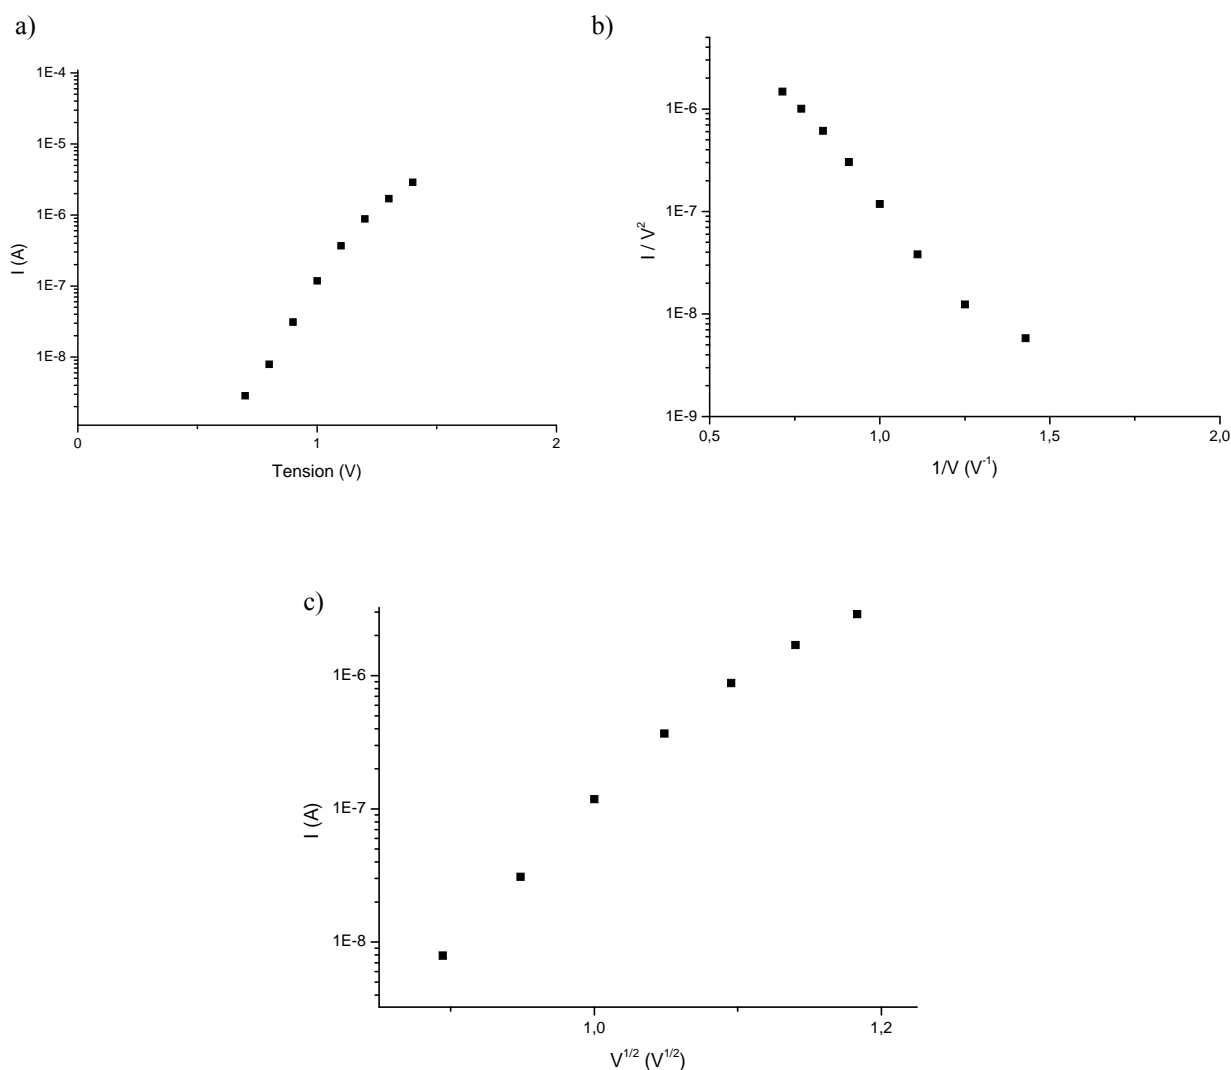 a)
1E-4
1E-5
1E-6
1E-7
1E-8
I (A)
0
1
2
Tension (V)
b)
1E-6
1E-7
1E-8
1E-9
I / V²
0,5
1,0
1,5
2,0
1/V (V⁻¹)
c)
1E-6
1E-7
1E-8
I (A)
1,0
1,2
V^{1/2} (V^{1/2})